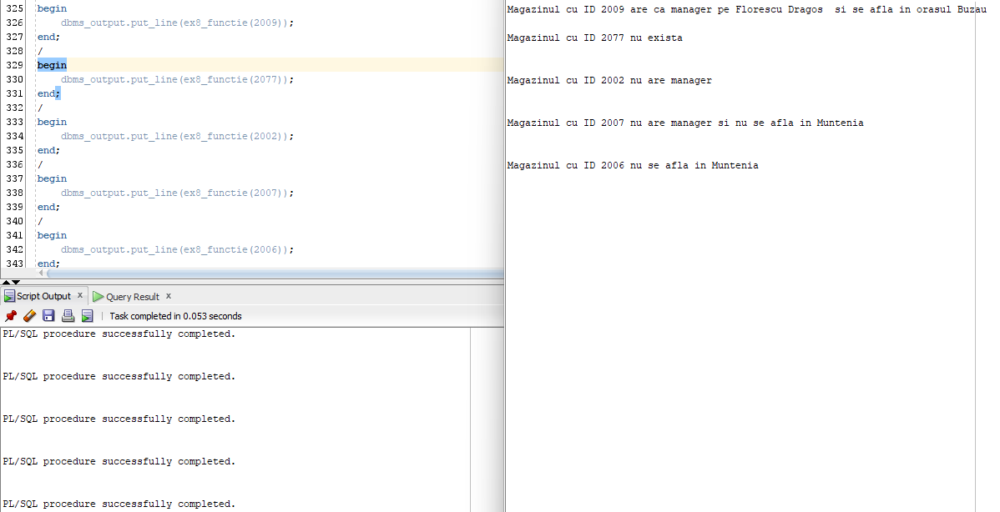 325 begin
326     dbms_output.put_line(ex8_functie(2009));
327 end;
328 /
329 begin
330     dbms_output.put_line(ex8_functie(2077));
331 end;
332 /
333 begin
334     dbms_output.put_line(ex8_functie(2002));
335 end;
336 /
337 begin
338     dbms_output.put_line(ex8_functie(2007));
339 end;
340 /
341 begin
342     dbms_output.put_line(ex8_functie(2006));
343 end;
Script Output x Query Result x
Task completed in 0.053 seconds
PL/SQL procedure successfully completed.
PL/SQL procedure successfully completed.
PL/SQL procedure successfully completed.
PL/SQL procedure successfully completed.
PL/SQL procedure successfully completed.
Magazinul cu ID 2009 are ca manager pe Florescu Dragos  si se afla in orasul Buzau
Magazinul cu ID 2077 nu exista
Magazinul cu ID 2002 nu are manager
Magazinul cu ID 2007 nu are manager si nu se afla in Muntenia
Magazinul cu ID 2006 nu se afla in Muntenia